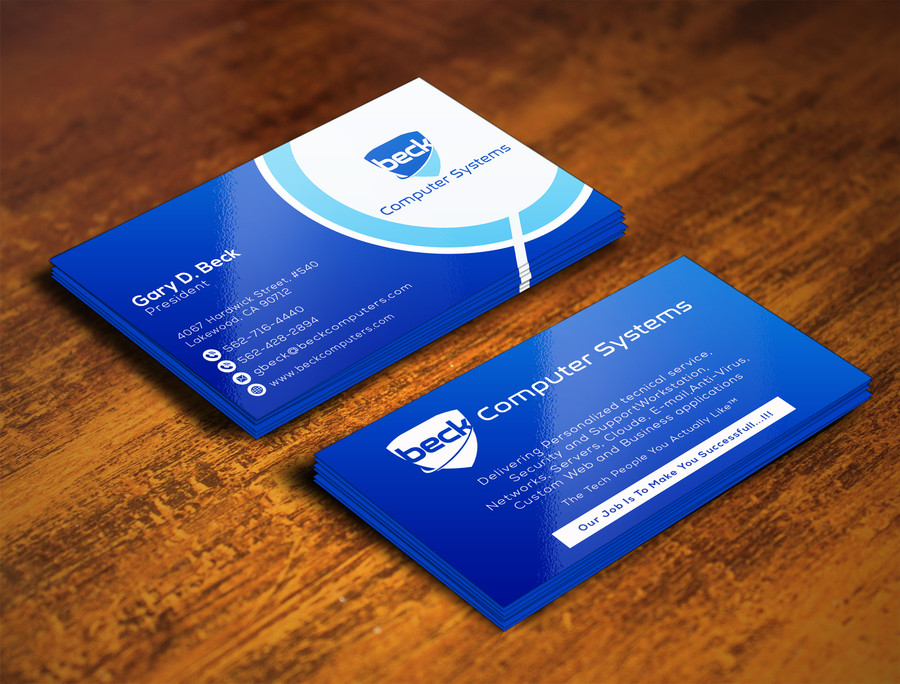 beck
Computer Systems
Gary D. Beck
President
4067 Hardwick Street, #540
Lakewood, CA 90712
562-716-4440
562-428-2894
gbeck@beckcomputers.com
www.beckcomputers.com
beck Computer Systems
Delivering Personalized tecnical service,
Security and SupportWorkstation,
Networks, Servers, Cloude E-mail,Anti-Virus,
Custom Web and Business applications
The Tech People You Actually Like™
Our Job Is To Make You Successfull...!!!